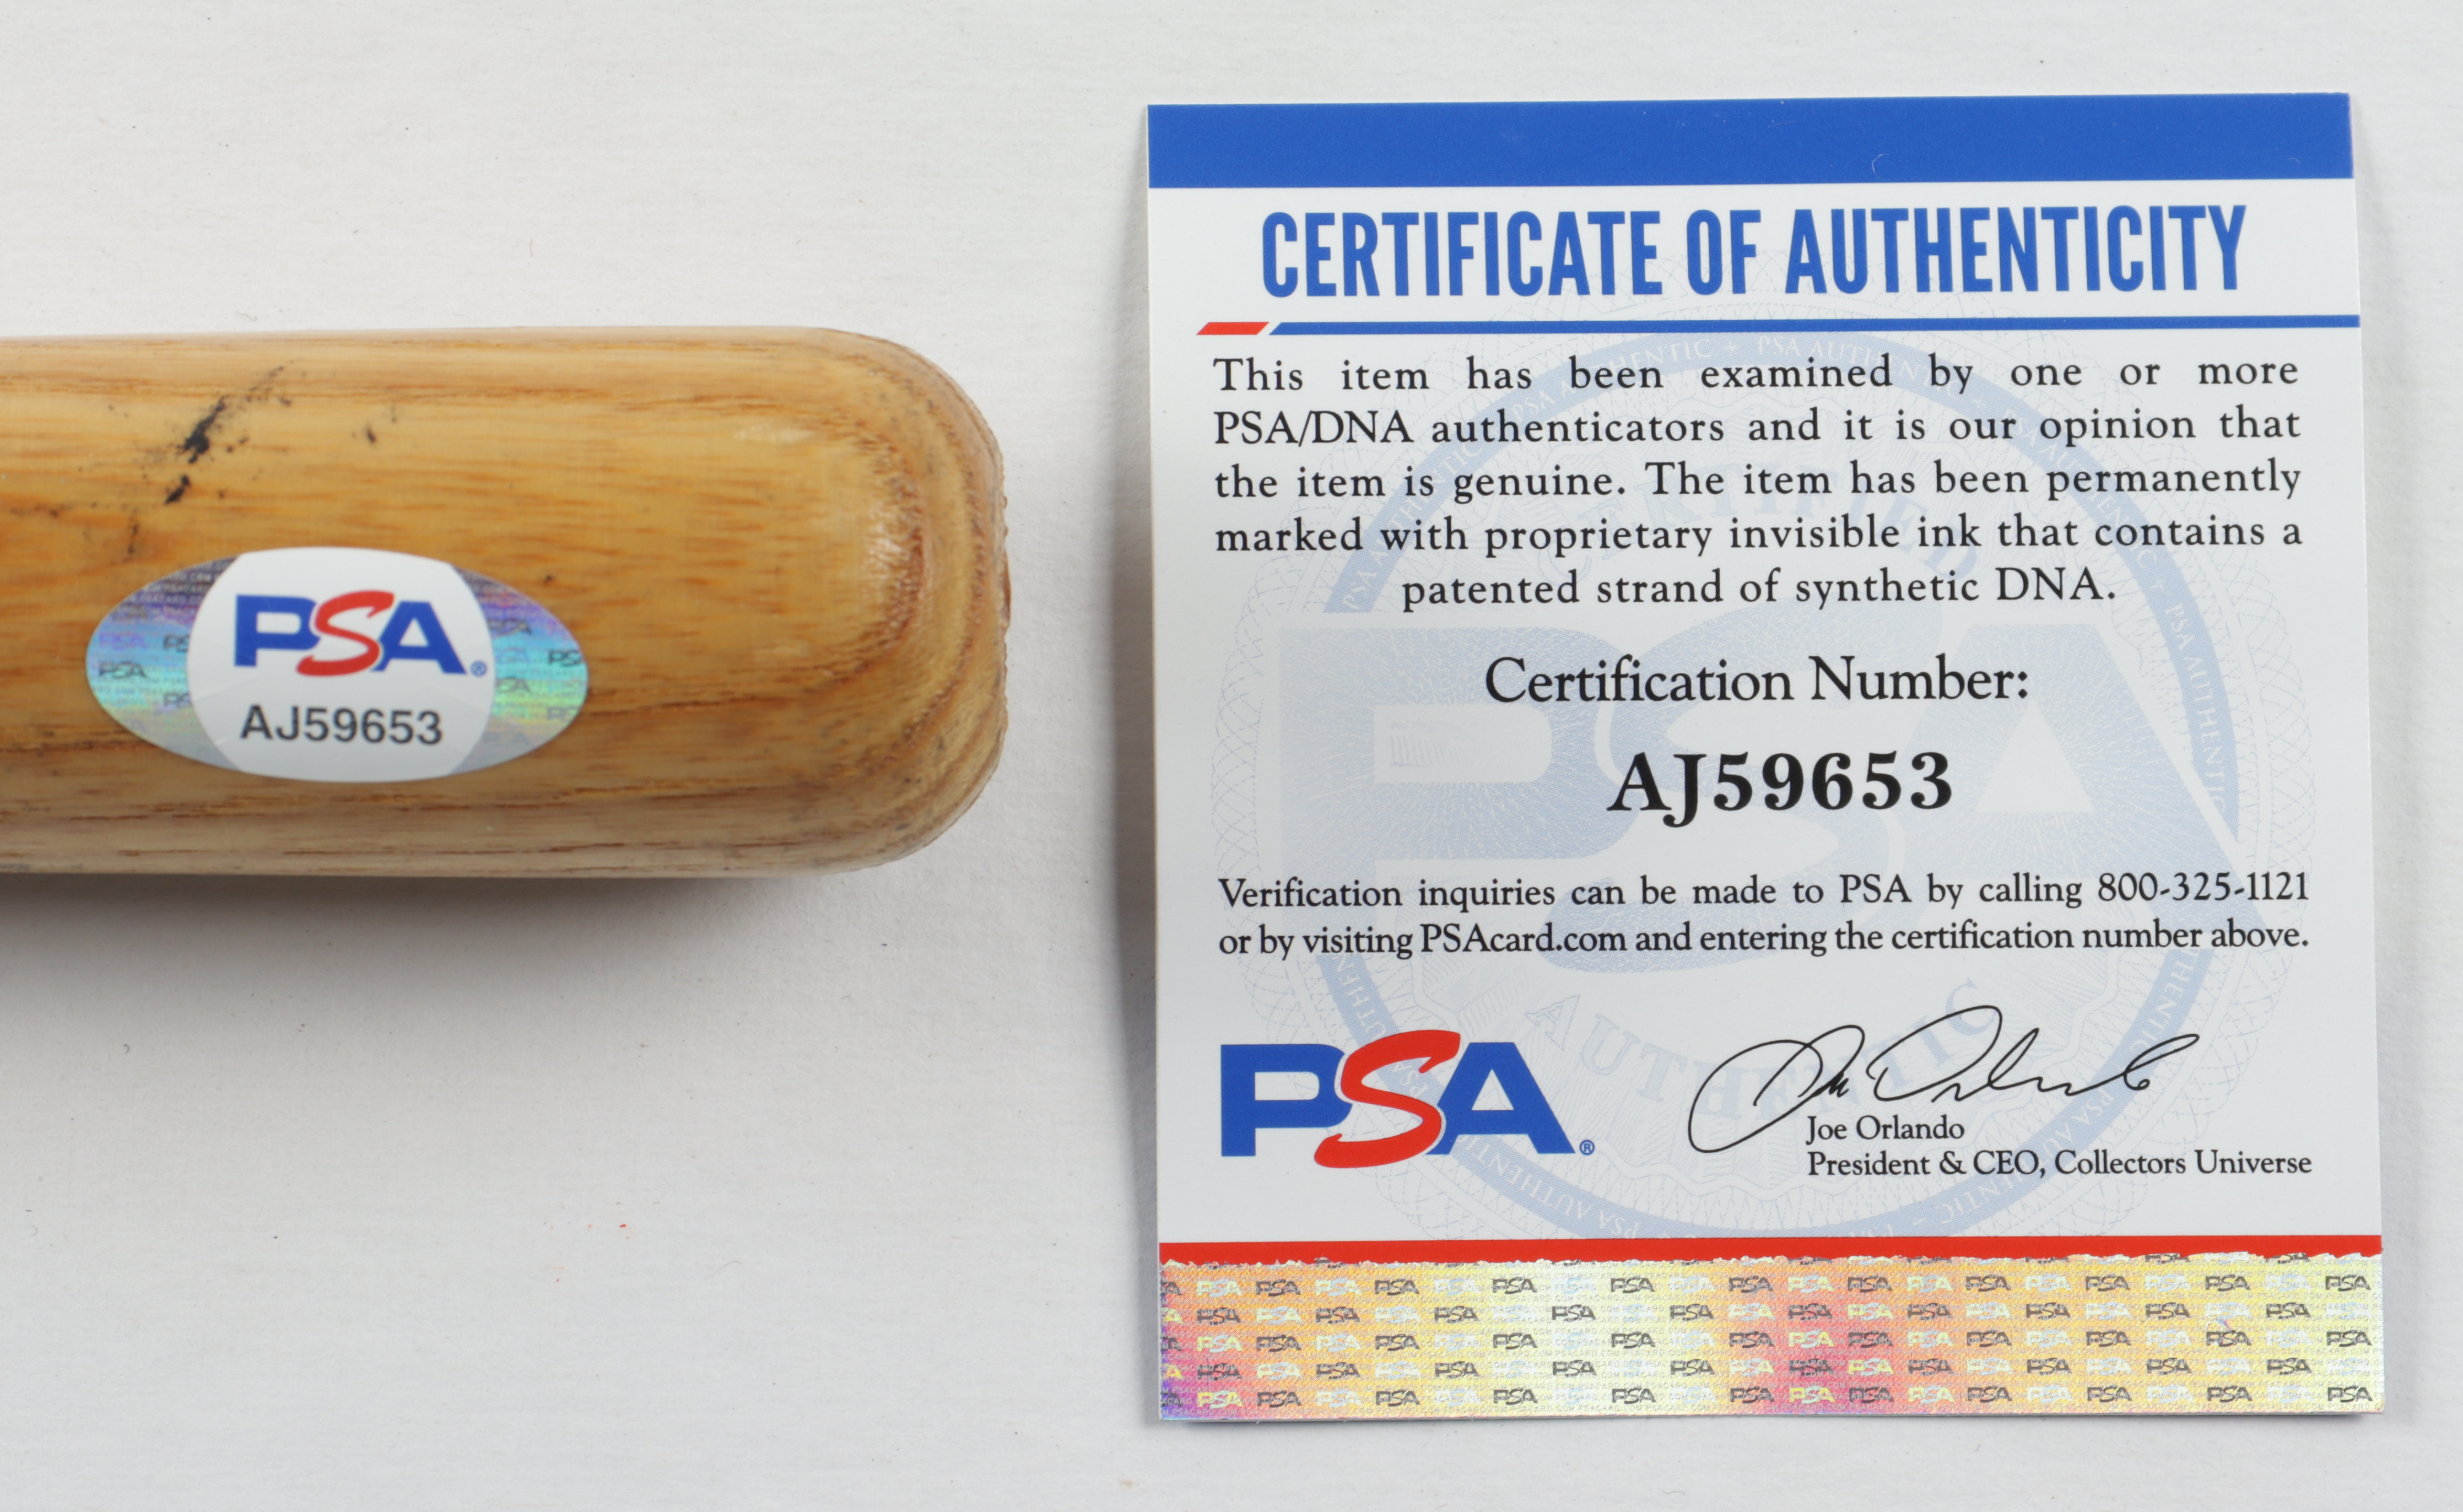 PSA®
AJ59653
CERTIFICATE OF AUTHENTICITY
This item has been examined by one or more
PSA/DNA authenticators and it is our opinion that
the item is genuine. The item has been permanently
marked with proprietary invisible ink that contains a
patented strand of synthetic DNA.
Certification Number:
AJ59653
Verification inquiries can be made to PSA by calling 800-325-1121
or by visiting PSAcard.com and entering the certification number above.
PSA®
Joe Orlando
President & CEO, Collectors Universe